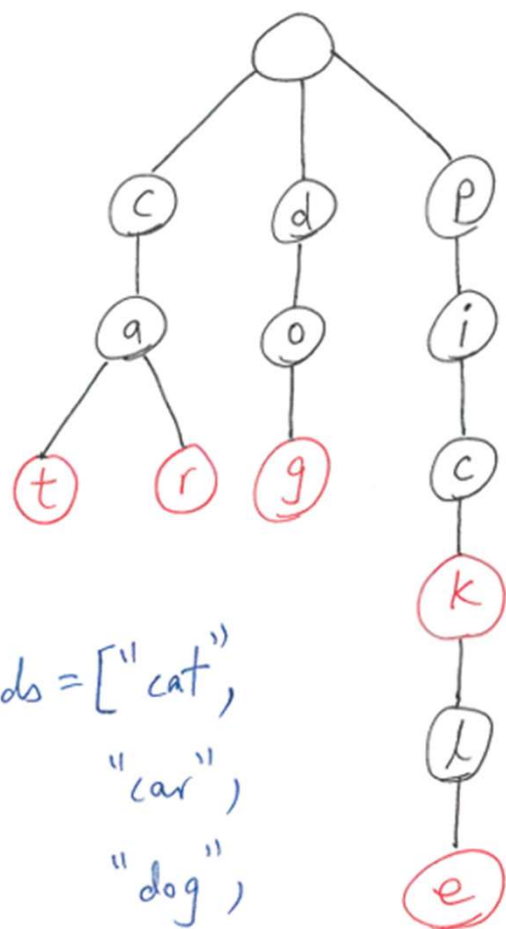 c d p
a o i
t r g c
k
l
e
ds = ["cat",
"car",
"dog",